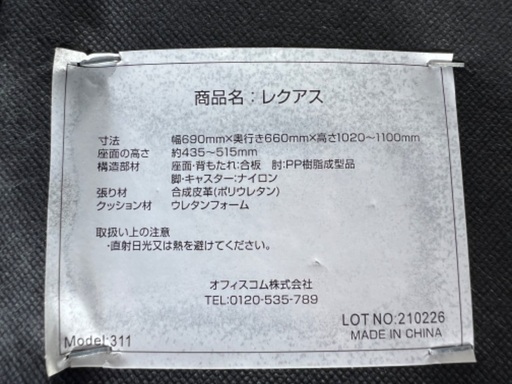 商品名：レクアス
寸法 幅690mm×奥行き660mm×高さ1020～1100mm
座面の高さ 約435～515mm
構造部材 座面・背もたれ:合板 肘:PP樹脂成型品
脚・キャスター:ナイロン
張り材 合成皮革(ポリウレタン)
クッション材 ウレタンフォーム
取扱い上の注意
・直射日光又は熱を避けてください。
オフィスコム株式会社
TEL:0120-535-789
LOT NO:210226
Model:311 MADE IN CHINA